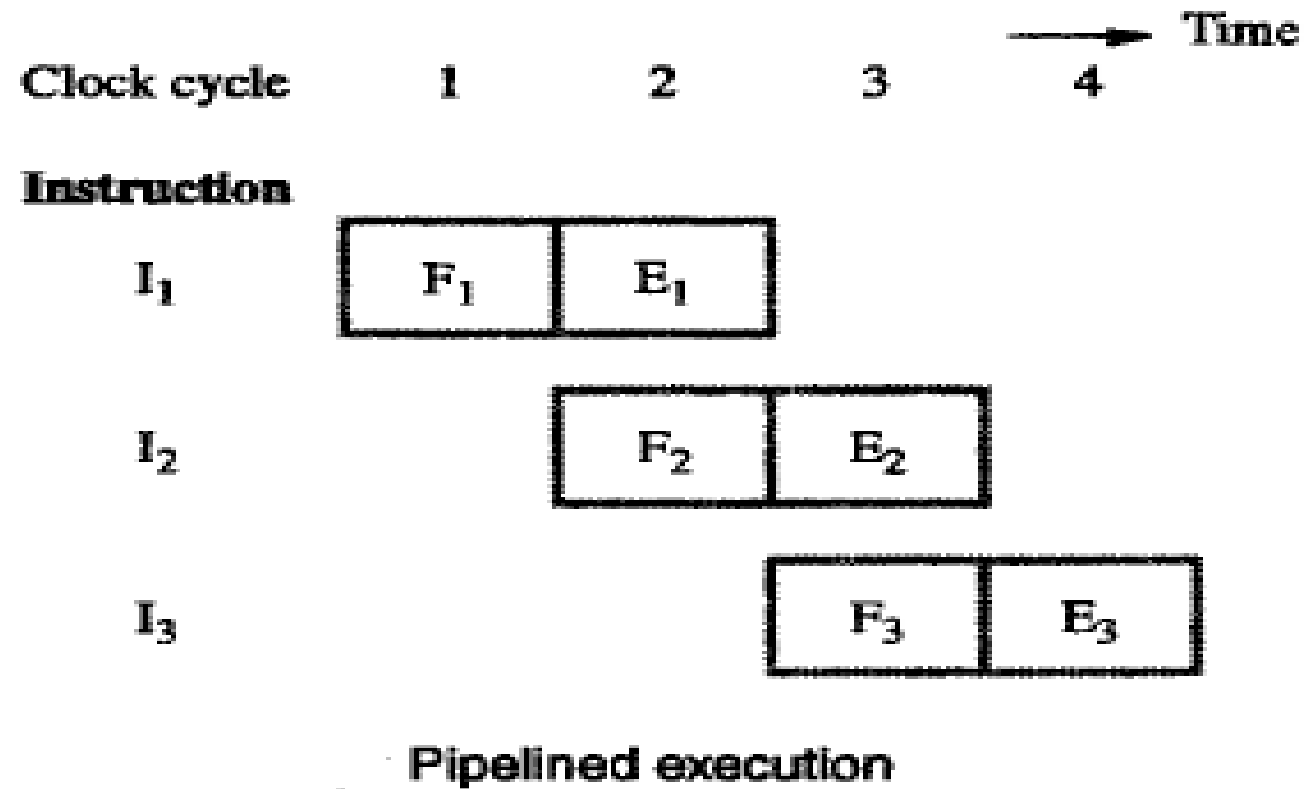 Time
Clock cycle 1 2 3 4
Instruction
I₁ F₁ E₁
I₂ F₂ E₂
I₃ F₃ E₃
Pipelined execution